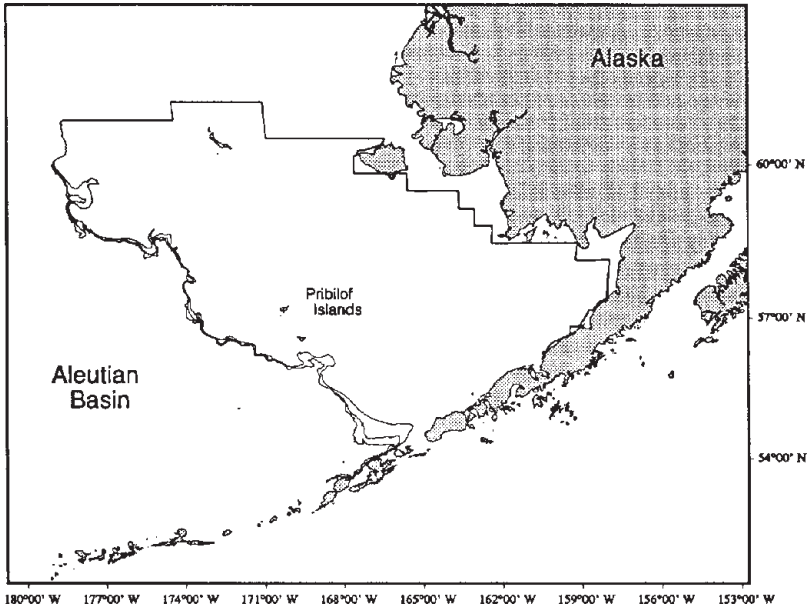 Alaska
60°00' N
Pribilof
Islands
57°00' N
Aleutian
Basin
54°00' N
180°00' W 177°00' W 174°00' W 171°00' W 168°00' W 165°00' W 162°00' W 159°00' W 156°00' W 153°00' W